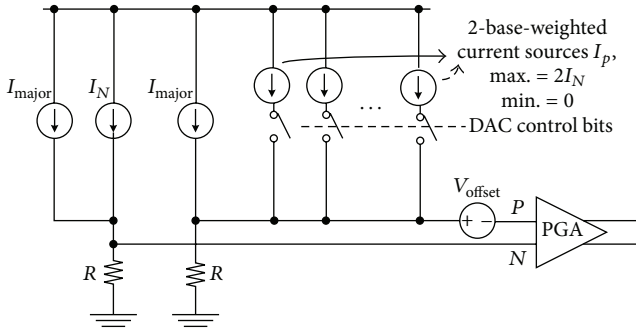 2-base-weighted
current sources I_p,
max. = 2I_N
min. = 0
I_major
I_N
I_major
...
DAC control bits
V_offset
+ −
P
PGA
N
R
R